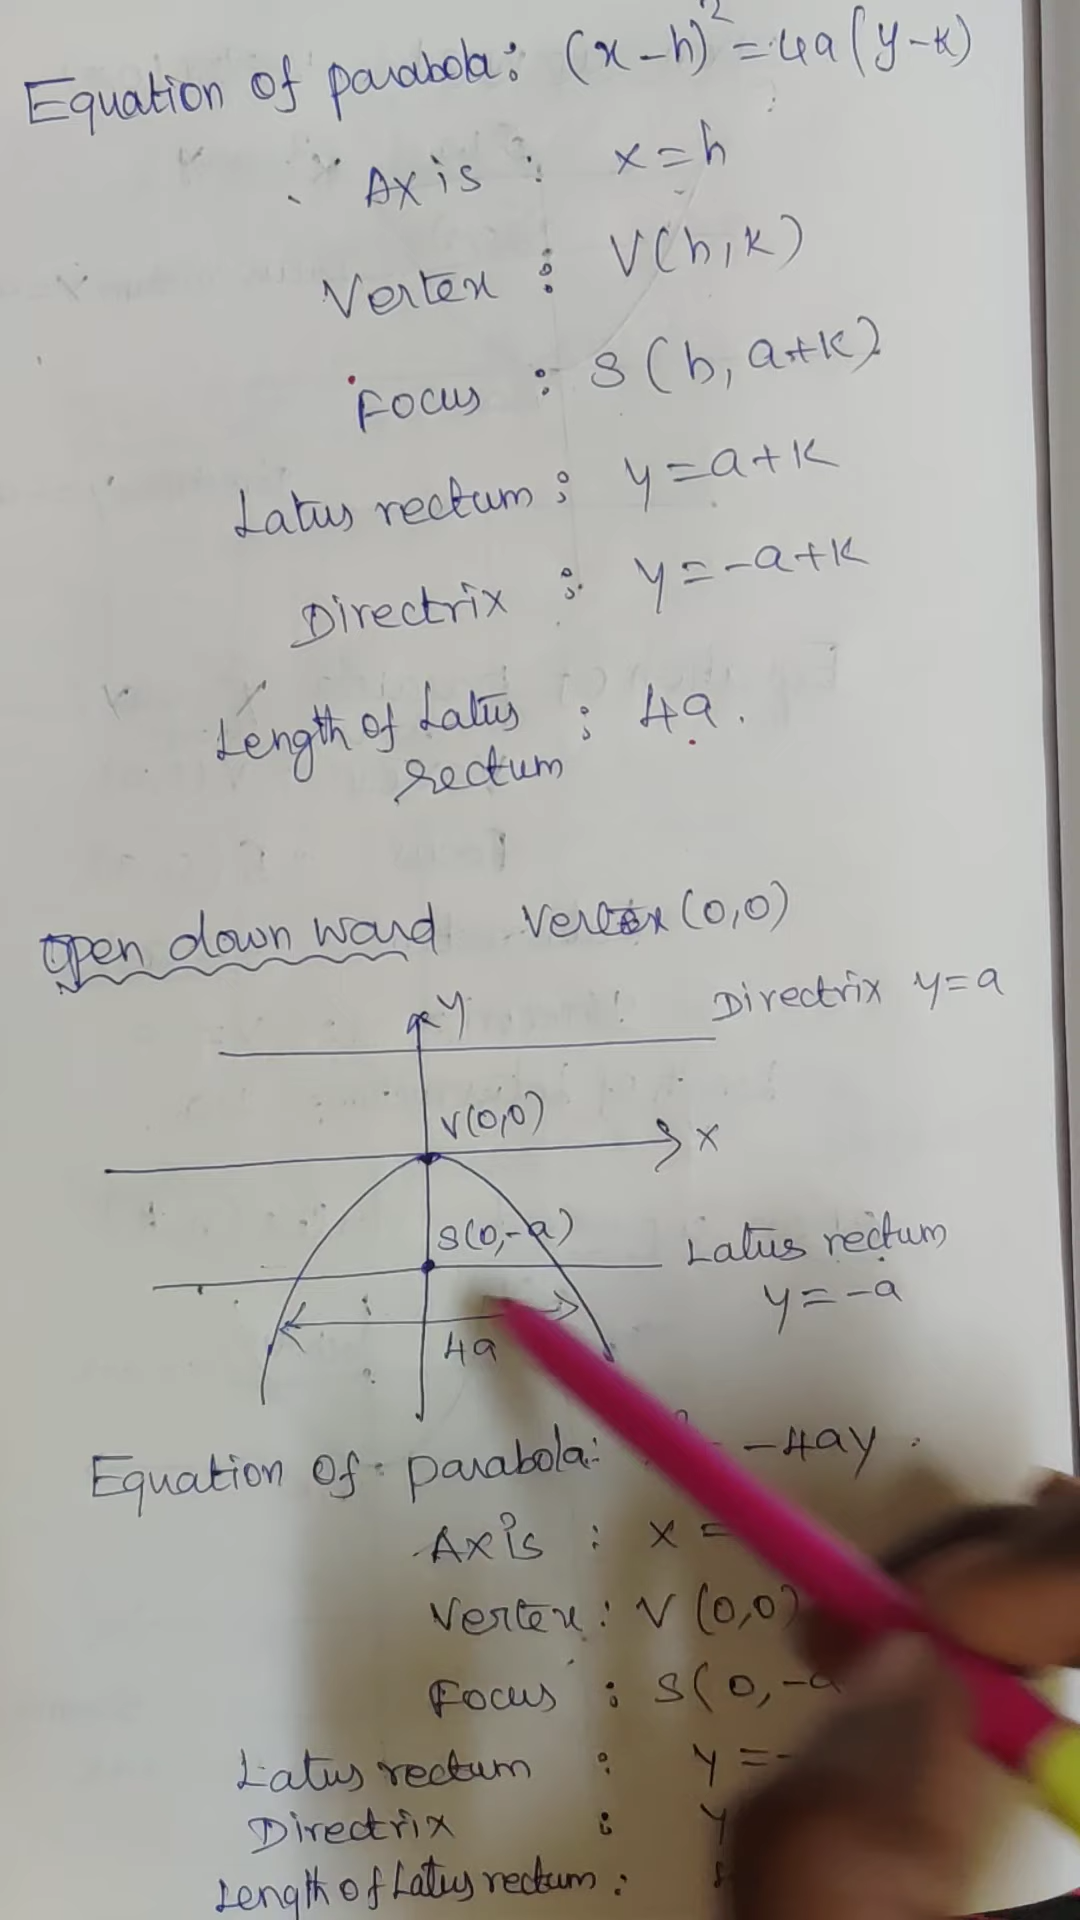 Equation of parabola: (x-h)² = 4a(y-k)
Axis : x=h
Vertex : V(h,k)
Focus : S(h, a+k)
Latus rectum : y=a+k
Directrix : y=-a+k
Length of Latus rectum : 4a.
Open down ward Vertex (0,0)
Directrix y=a
y
V(0,0)
x
S(0,-a)
Latus rectum
y=-a
4a
Equation of parabola: -4ay
Axis : x =
Vertex : V (0,0)
Focus : S(0,-a
Latus rectum : y =-
Directrix : y
Length of Latus rectum :